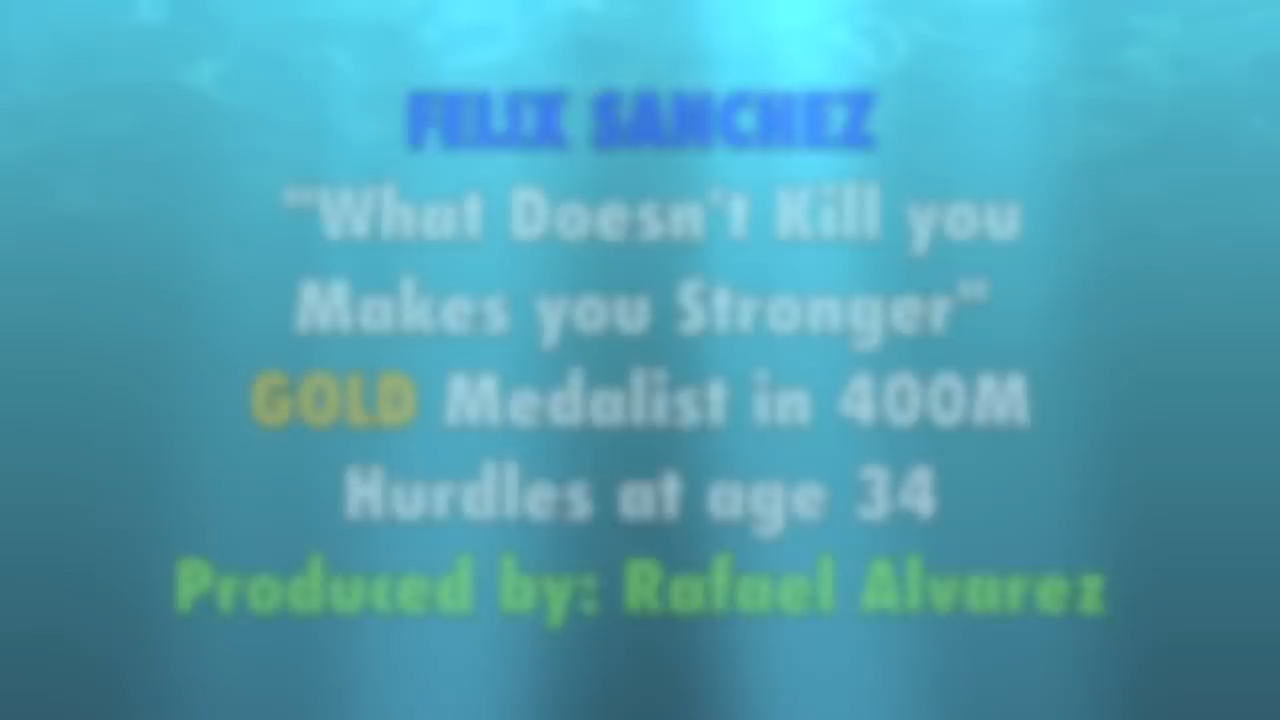 FELIX SANCHEZ
"What Doesn't Kill you
Makes you Stronger"
GOLD Medalist in 400M
Hurdles at age 34
Produced by: Rafael Alvarez